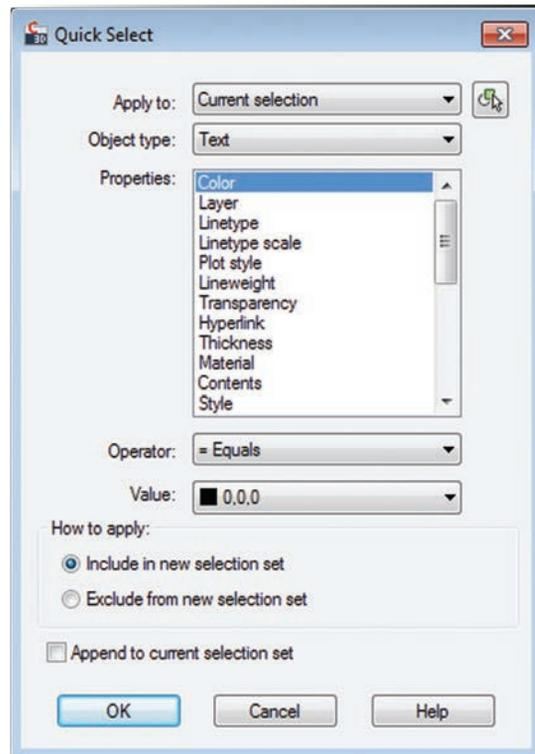 Quick Select
Apply to: Current selection
Object type: Text
Properties: Color
Layer
Linetype
Linetype scale
Plot style
Lineweight
Transparency
Hyperlink
Thickness
Material
Contents
Style
Operator: = Equals
Value: 0,0,0
How to apply:
Include in new selection set
Exclude from new selection set
Append to current selection set
OK Cancel Help